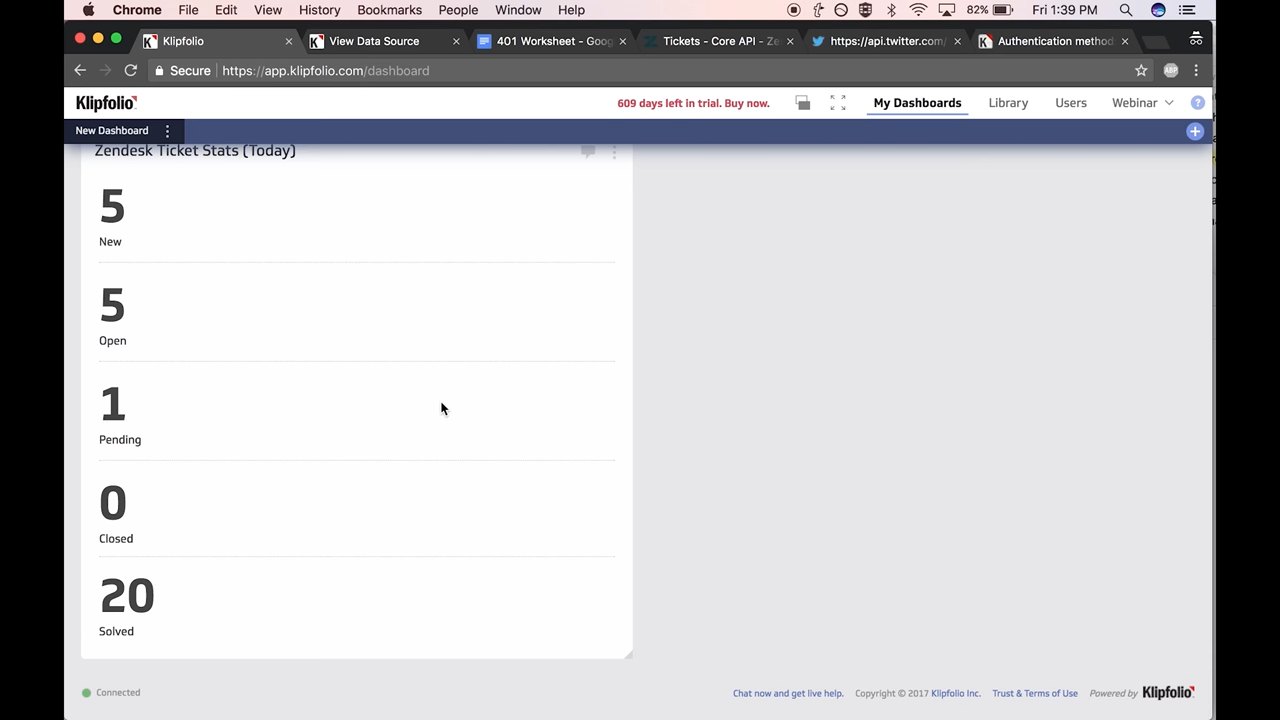 Chrome File Edit View History Bookmarks People Window Help 82% Fri 1:39 PM
Klipfolio View Data Source 401 Worksheet - Goog Tickets - Core API - Ze https://api.twitter.com/ Authentication method
Secure https://app.klipfolio.com/dashboard ABP
Klipfolio 609 days left in trial. Buy now. My Dashboards Library Users Webinar ?
New Dashboard
Zendesk Ticket Stats (Today)
5
New
5
Open
1
Pending
0
Closed
20
Solved
Connected Chat now and get live help. Copyright © 2017 Klipfolio Inc. Trust & Terms of Use Powered by Klipfolio